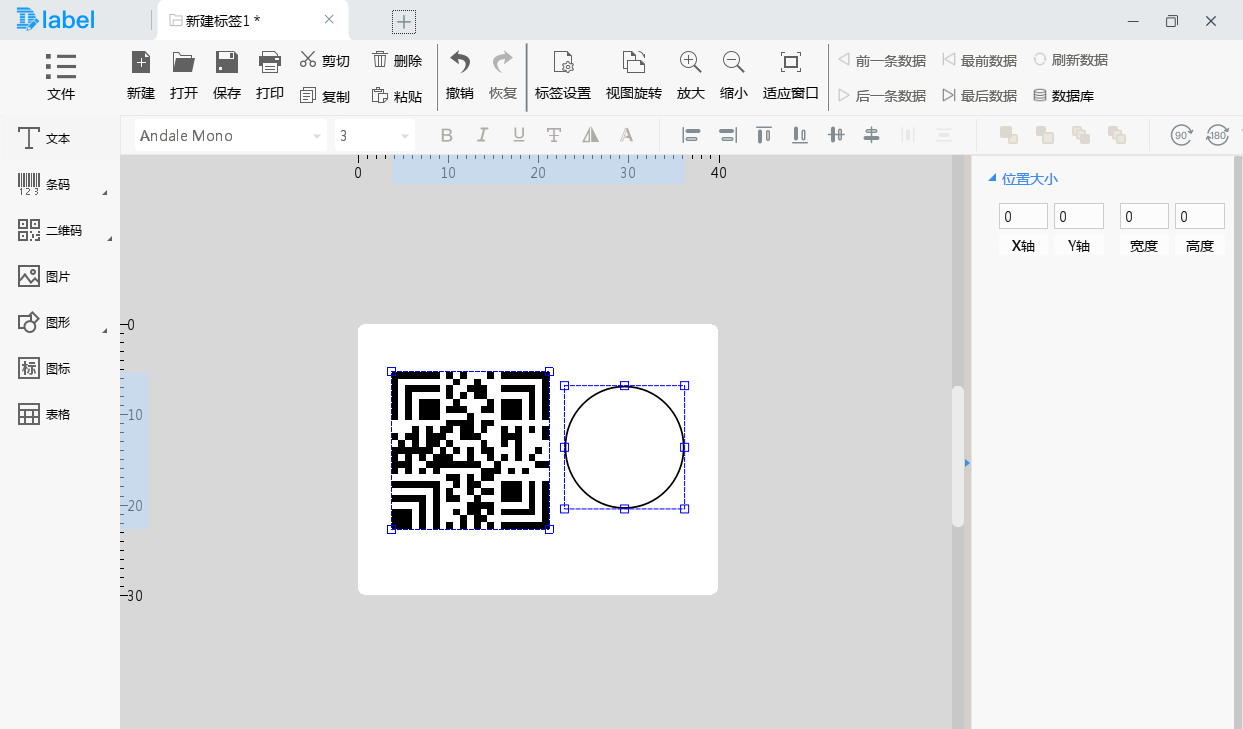 label
新建标签1 *
文件
新建 打开 保存 打印 剪切 复制 删除 粘贴 撤销 恢复 标签设置 视图旋转 放大 缩小 适应窗口
前一条数据 最前数据 刷新数据
后一条数据 最后数据 数据库
Andale Mono 3 B I U T A 90 180
文本
条码
二维码
图片
图形
图标
表格
0 10 20 30 40
0
10
20
30
位置大小
0 0 0 0
X轴 Y轴 宽度 高度